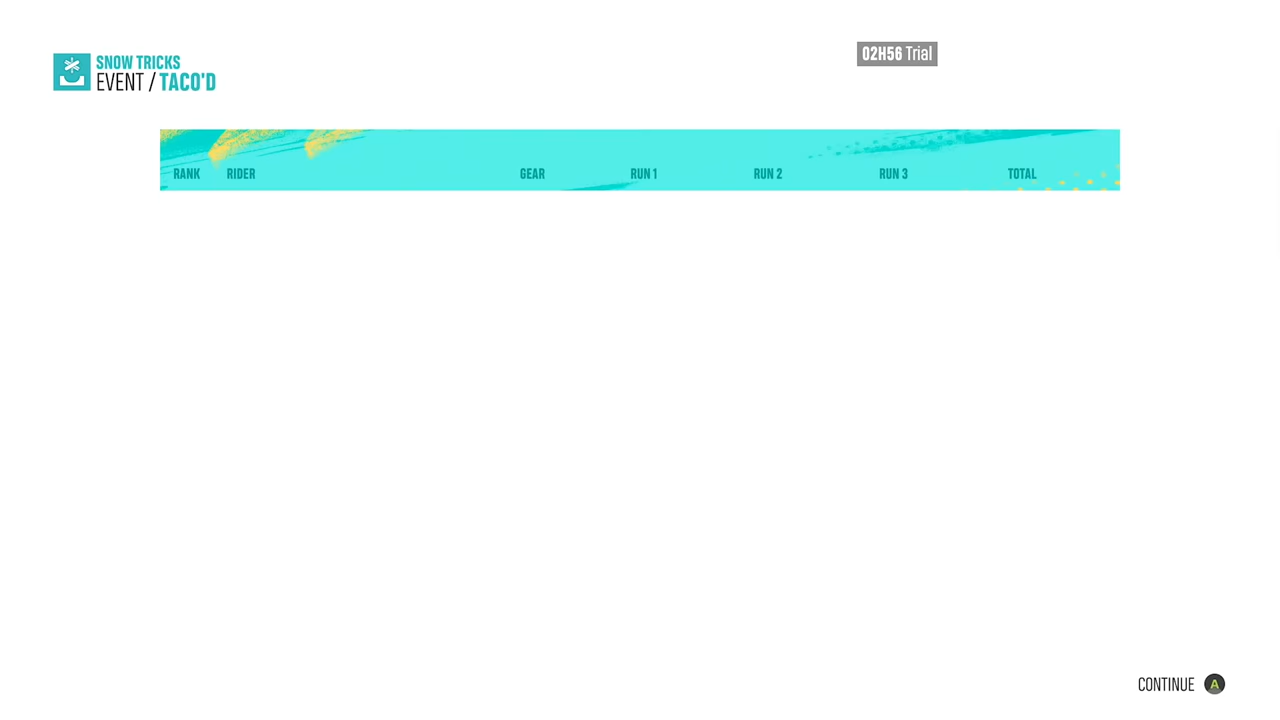 SNOW TRICKS
EVENT / TACO'D
02H56 Trial
RANK RIDER GEAR RUN 1 RUN 2 RUN 3 TOTAL
CONTINUE A